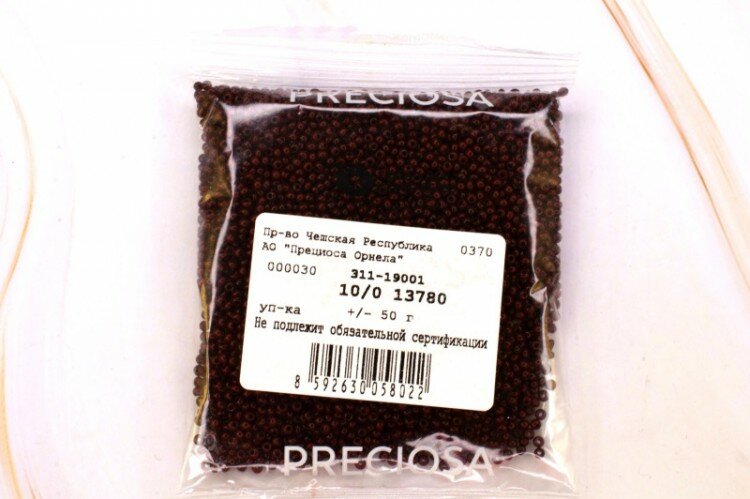 PRECIOSA
Пр-во Чешская Республика 0370
АО "Прециоса Орнела"
000030 311-19001
10/0 13780
уп-ка +/- 50 г
Не подлежит обязательной сертификации
8 592630 058022
PRECIOSA